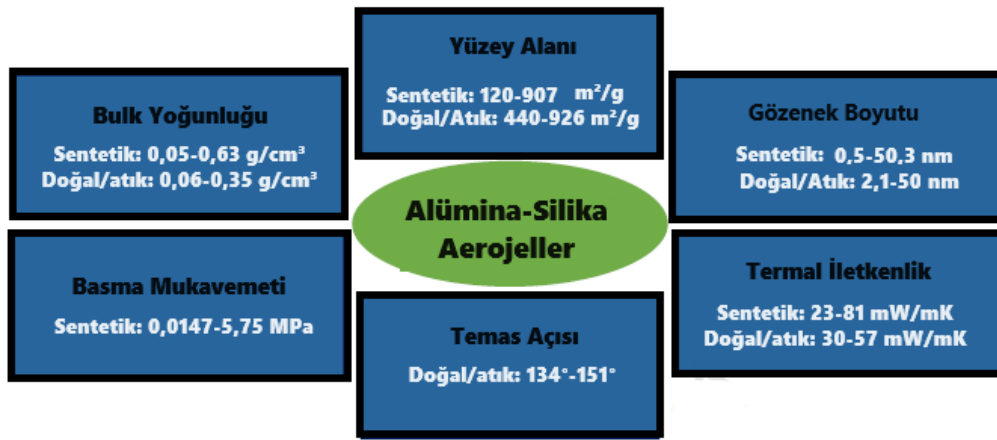 Yüzey Alanı
Sentetik: 120-907 m²/g
Doğal/Atık: 440-926 m²/g
Bulk Yoğunluğu
Sentetik: 0,05-0,63 g/cm³
Doğal/atık: 0,06-0,35 g/cm³
Gözenek Boyutu
Sentetik: 0,5-50,3 nm
Doğal/Atık: 2,1-50 nm
Alümina-Silika
Aerojeller
Basma Mukavemeti
Sentetik: 0,0147-5,75 MPa
Termal İletkenlik
Sentetik: 23-81 mW/mK
Doğal/atık: 30-57 mW/mK
Temas Açısı
Doğal/atık: 134°-151°